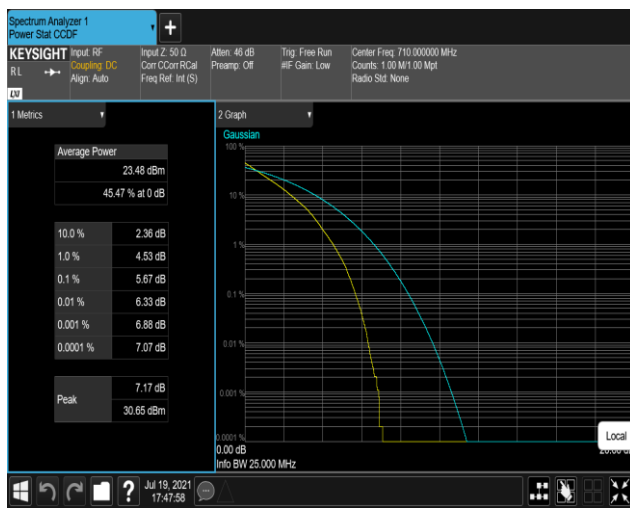 Spectrum Analyzer 1
Power Stat CCDF
+
KEYSIGHT
RL
LXI
Input: RF
Coupling: DC
Align: Auto
Input Z: 50 Ω
Corr CCorr RCal
Freq Ref: Int (S)
Atten: 46 dB
Preamp: Off
Trig: Free Run
#IF Gain: Low
Center Freq: 710.000000 MHz
Counts: 1.00 M/1.00 Mpt
Radio Std: None
1 Metrics
Average Power
23.48 dBm
45.47 % at 0 dB
10.0 % 2.36 dB
1.0 % 4.53 dB
0.1 % 5.67 dB
0.01 % 6.33 dB
0.001 % 6.88 dB
0.0001 % 7.07 dB
Peak
7.17 dB
30.65 dBm
2 Graph
Gaussian
100 %
10 %
1 %
0.1 %
0.01 %
0.001 %
0.0001 %
0.00 dB
Info BW 25.000 MHz
Local
?
Jul 19, 2021
17:47:58